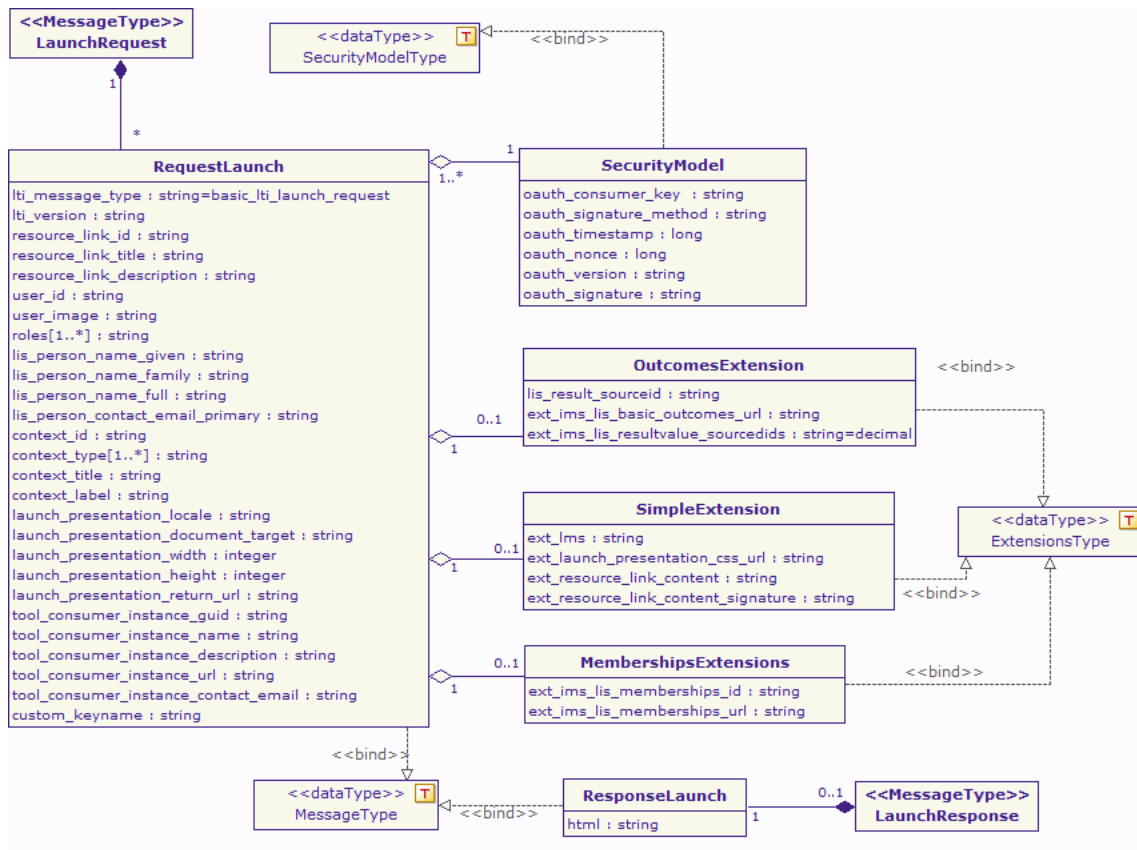 <<MessageType>>
LaunchRequest
1
*
<<dataType>> T
SecurityModelType
<<bind>>
RequestLaunch
lti_message_type : string=basic_lti_launch_request
lti_version : string
resource_link_id : string
resource_link_title : string
resource_link_description : string
user_id : string
user_image : string
roles[1..*] : string
lis_person_name_given : string
lis_person_name_family : string
lis_person_name_full : string
lis_person_contact_email_primary : string
context_id : string
context_type[1..*] : string
context_title : string
context_label : string
launch_presentation_locale : string
launch_presentation_document_target : string
launch_presentation_width : integer
launch_presentation_height : integer
launch_presentation_return_url : string
tool_consumer_instance_guid : string
tool_consumer_instance_name : string
tool_consumer_instance_description : string
tool_consumer_instance_url : string
tool_consumer_instance_contact_email : string
custom_keyname : string
1
1..*
SecurityModel
oauth_consumer_key : string
oauth_signature_method : string
oauth_timestamp : long
oauth_nonce : long
oauth_version : string
oauth_signature : string
0..1
1
OutcomesExtension
lis_result_sourceid : string
ext_ims_lis_basic_outcomes_url : string
ext_ims_lis_resultvalue_sourcedids : string=decimal
<<bind>>
0..1
1
SimpleExtension
ext_lms : string
ext_launch_presentation_css_url : string
ext_resource_link_content : string
ext_resource_link_content_signature : string
<<bind>>
<<dataType>> T
ExtensionsType
0..1
1
MembershipsExtensions
ext_ims_lis_memberships_id : string
ext_ims_lis_memberships_url : string
<<bind>>
<<bind>>
<<dataType>> T
MessageType
<<bind>>
ResponseLaunch
html : string
0..1
1
<<MessageType>>
LaunchResponse